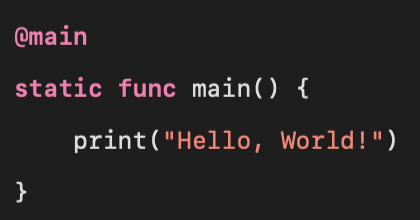 @main
static func main() {
    print("Hello, World!")
}